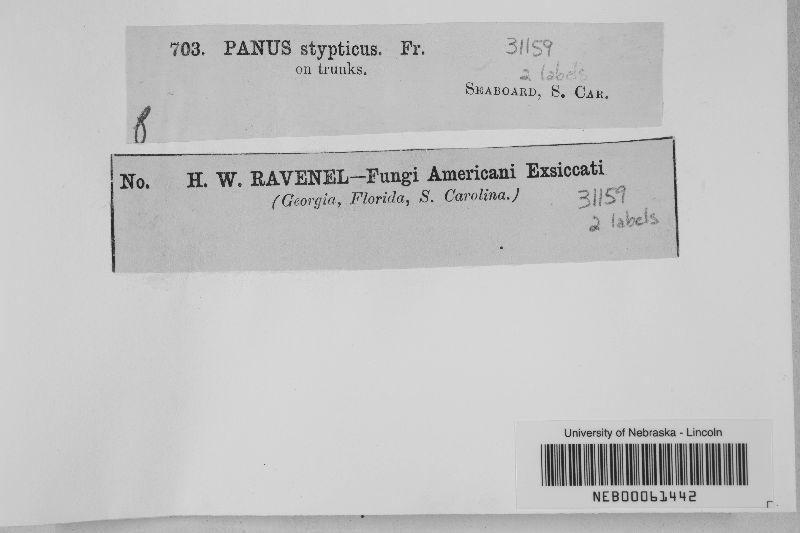 703. PANUS stypticus. Fr. 31159
on trunks. 2 labels
SEABOARD, S. CAR.
No. H. W. RAVENEL—Fungi Americani Exsiccati
(Georgia, Florida, S. Carolina.) 31159
2 labels
University of Nebraska - Lincoln
NEB00061442